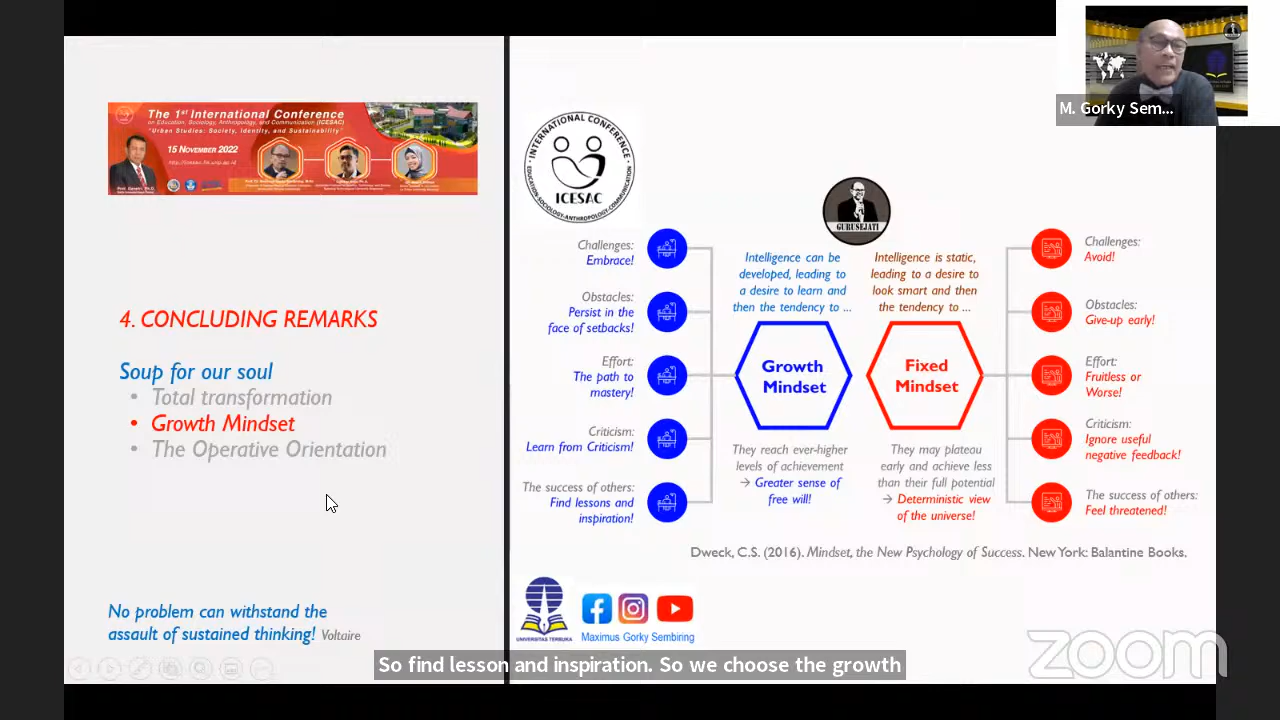 The 1st International Conference
on Education, Sociology, Anthropology, and Communication (ICESAC)
"Urban Studies: Society, Identity, and Sustainability"
15 NOVEMBER 2022
4. CONCLUDING REMARKS
Soup for our soul
• Total transformation
• Growth Mindset
• The Operative Orientation
No problem can withstand the
assault of sustained thinking! Voltaire
INTERNATIONAL CONFERENCE
ICESAC
EDUCATION-SOCIOLOGY-ANTHROPOLOGY-COMMUNICATION
GURUSEJATI
Challenges:
Embrace!
Obstacles:
Persist in the
face of setbacks!
Effort:
The path to
mastery!
Criticism:
Learn from Criticism!
The success of others:
Find lessons and
inspiration!
Intelligence can be
developed, leading to
a desire to learn and
then the tendency to ...
Growth
Mindset
They reach ever-higher
levels of achievement
→ Greater sense of
free will!
Intelligence is static,
leading to a desire to
look smart and then
the tendency to ...
Fixed
Mindset
They may plateau
early and achieve less
than their full potential
→ Deterministic view
of the universe!
Challenges:
Avoid!
Obstacles:
Give-up early!
Effort:
Fruitless or
Worse!
Criticism:
Ignore useful
negative feedback!
The success of others:
Feel threatened!
Dweck, C.S. (2016). Mindset, the New Psychology of Success. New York: Balantine Books.
UNIVERSITAS TERBUKA
Maximus Gorky Sembiring
M. Gorky Sem...
zoom
So find lesson and inspiration. So we choose the growth